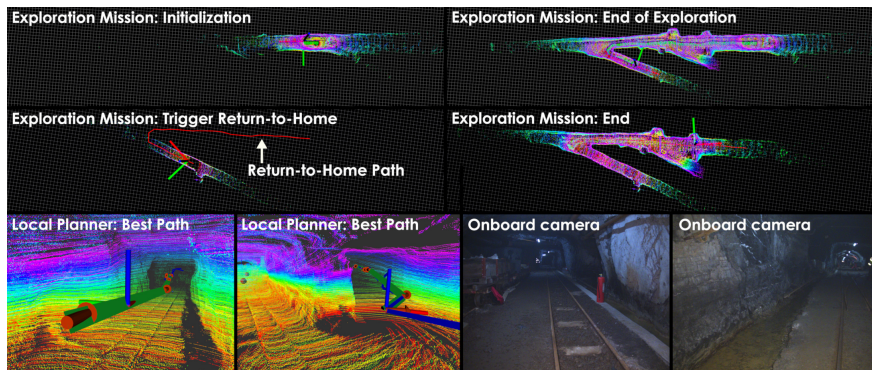 Exploration Mission: Initialization
Exploration Mission: End of Exploration
Exploration Mission: Trigger Return-to-Home
Return-to-Home Path
Exploration Mission: End
Local Planner: Best Path
Local Planner: Best Path
Onboard camera
Onboard camera